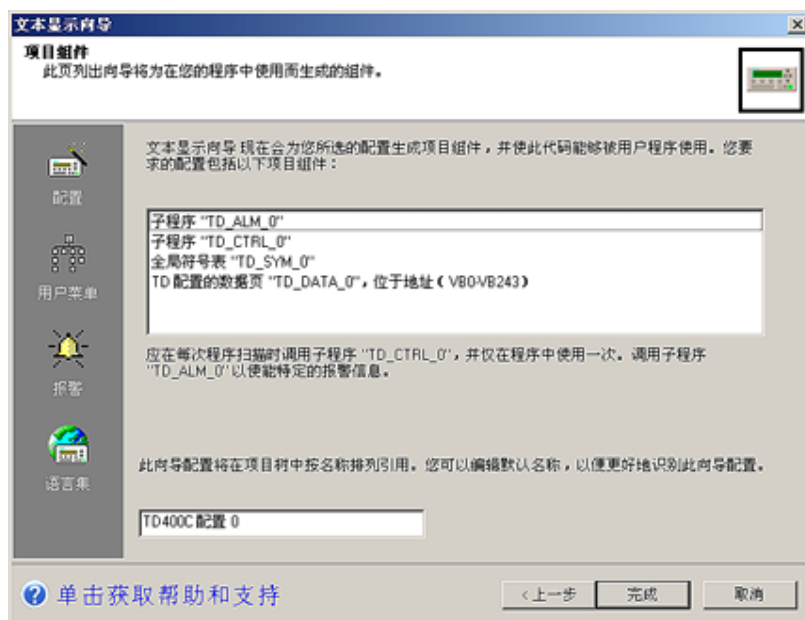 文本显示向导
项目组件
此页列出向导将为在您的程序中使用而生成的组件。
文本显示向导 现在会为您所选的配置生成项目组件，并使此代码能够被用户程序使用。您要
求的配置包括以下项目组件：
配置
子程序 "TD_ALM_0"
子程序 "TD_CTRL_0"
全局符号表 "TD_SYM_0"
TD 配置的数据页 "TD_DATA_0"，位于地址（VB0-VB243）
用户菜单
应在每次程序扫描时调用子程序 "TD_CTRL_0"，并仅在程序中使用一次。调用子程序
"TD_ALM_0" 以使能特定的报警信息。
报警
此向导配置将在项目树中按名称排列引用。您可以编辑默认名称，以便更好地识别此向导配置。
语言集
TD400C 配置 0
单击获取帮助和支持
<上一步
完成
取消